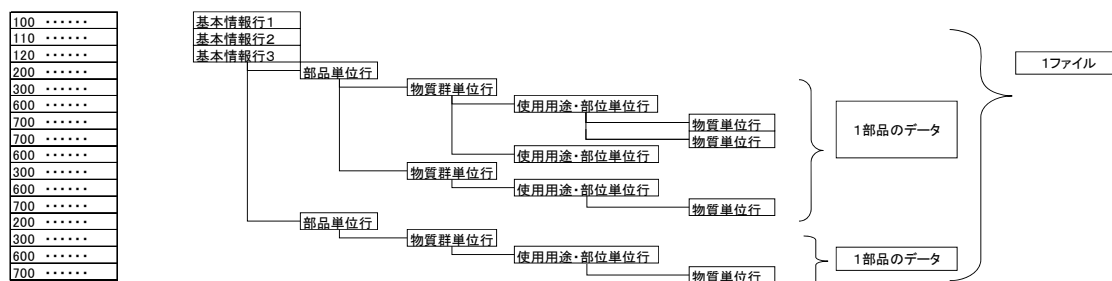 100 ‥‥‥
110 ‥‥‥
120 ‥‥‥
200 ‥‥‥
300 ‥‥‥
600 ‥‥‥
700 ‥‥‥
700 ‥‥‥
600 ‥‥‥
300 ‥‥‥
600 ‥‥‥
700 ‥‥‥
200 ‥‥‥
300 ‥‥‥
600 ‥‥‥
700 ‥‥‥
基本情報行1
基本情報行2
基本情報行3
部品単位行
物質群単位行
使用用途・部位単位行
物質単位行
物質単位行
使用用途・部位単位行
物質群単位行
使用用途・部位単位行
物質単位行
部品単位行
物質群単位行
使用用途・部位単位行
物質単位行
1部品のデータ
1部品のデータ
1ファイル